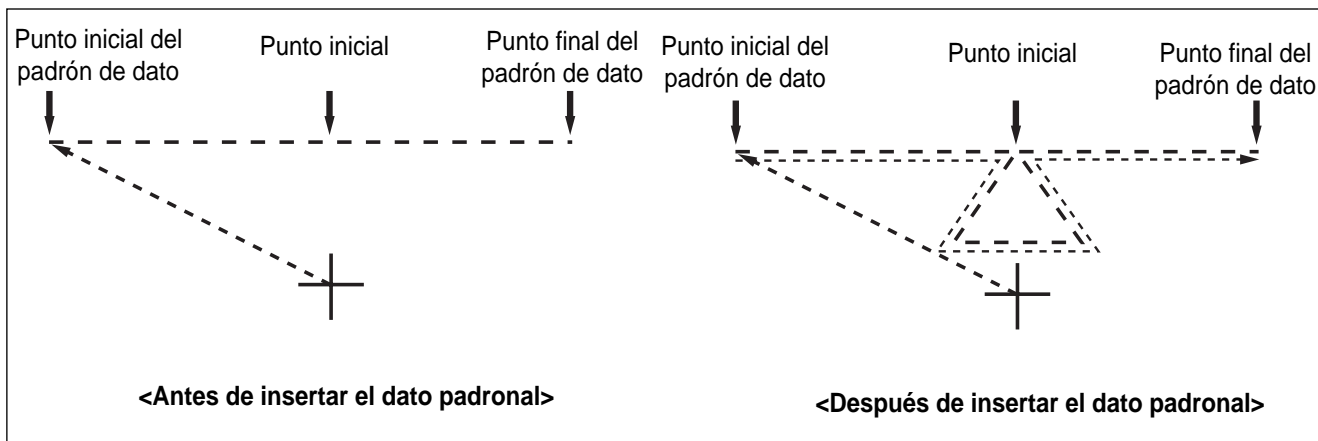 Punto inicial del
padrón de dato
Punto inicial
Punto final del
padrón de dato
<Antes de insertar el dato padronal>
Punto inicial del
padrón de dato
Punto inicial
Punto final del
padrón de dato
<Después de insertar el dato padronal>